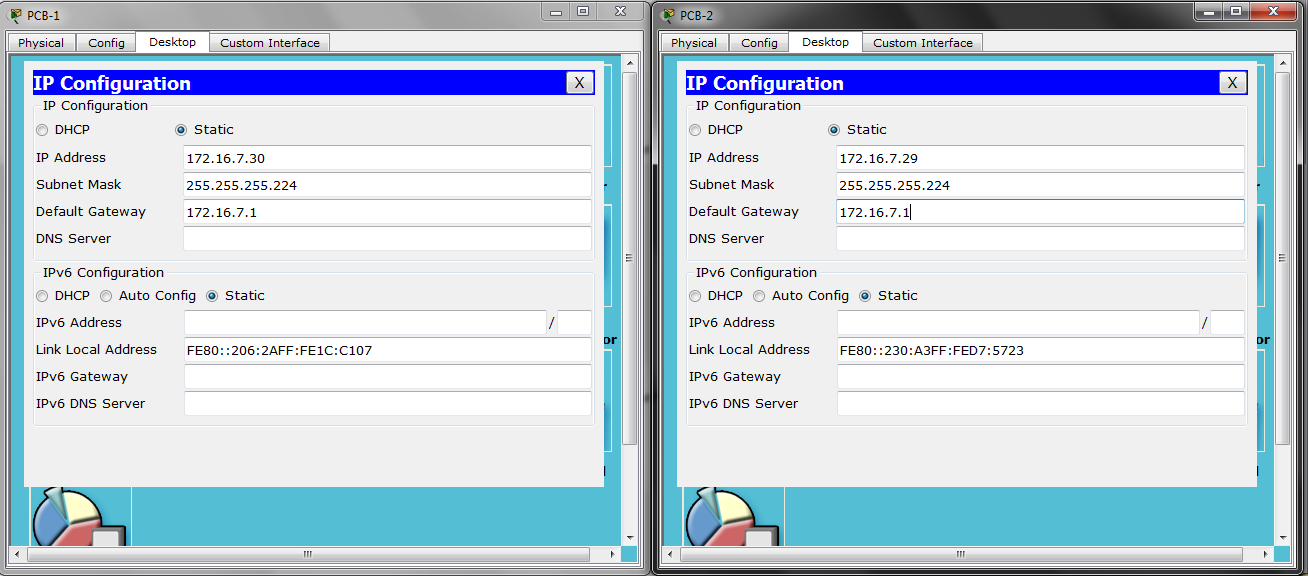 PCB-1
Physical Config Desktop Custom Interface
IP Configuration X
IP Configuration
DHCP Static
IP Address 172.16.7.30
Subnet Mask 255.255.255.224
Default Gateway 172.16.7.1
DNS Server
IPv6 Configuration
DHCP Auto Config Static
IPv6 Address /
Link Local Address FE80::206:2AFF:FE1C:C107
IPv6 Gateway
IPv6 DNS Server
r
or
PCB-2
Physical Config Desktop Custom Interface
IP Configuration X
IP Configuration
DHCP Static
IP Address 172.16.7.29
Subnet Mask 255.255.255.224
Default Gateway 172.16.7.1
DNS Server
IPv6 Configuration
DHCP Auto Config Static
IPv6 Address /
Link Local Address FE80::230:A3FF:FED7:5723
IPv6 Gateway
IPv6 DNS Server
r
or